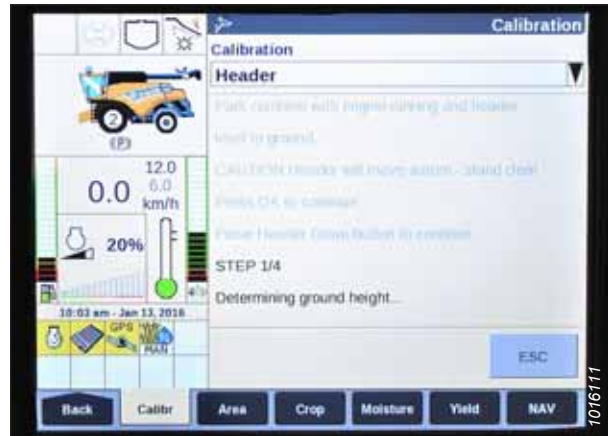 Calibration
Calibration
Header
Park combine with engine running and header
level to ground.
CAUTION Header will move autom.- stand clear
Press OK to continue
Press Header Down Button to continue
STEP 1/4
Determining ground height...
2
(P)
12.0
0.0
6.0
km/h
20%
10:03 am - Jan 13, 2016
GPS
MAN
ESC
Back
Calibr
Area
Crop
Moisture
Yield
NAV
1016111